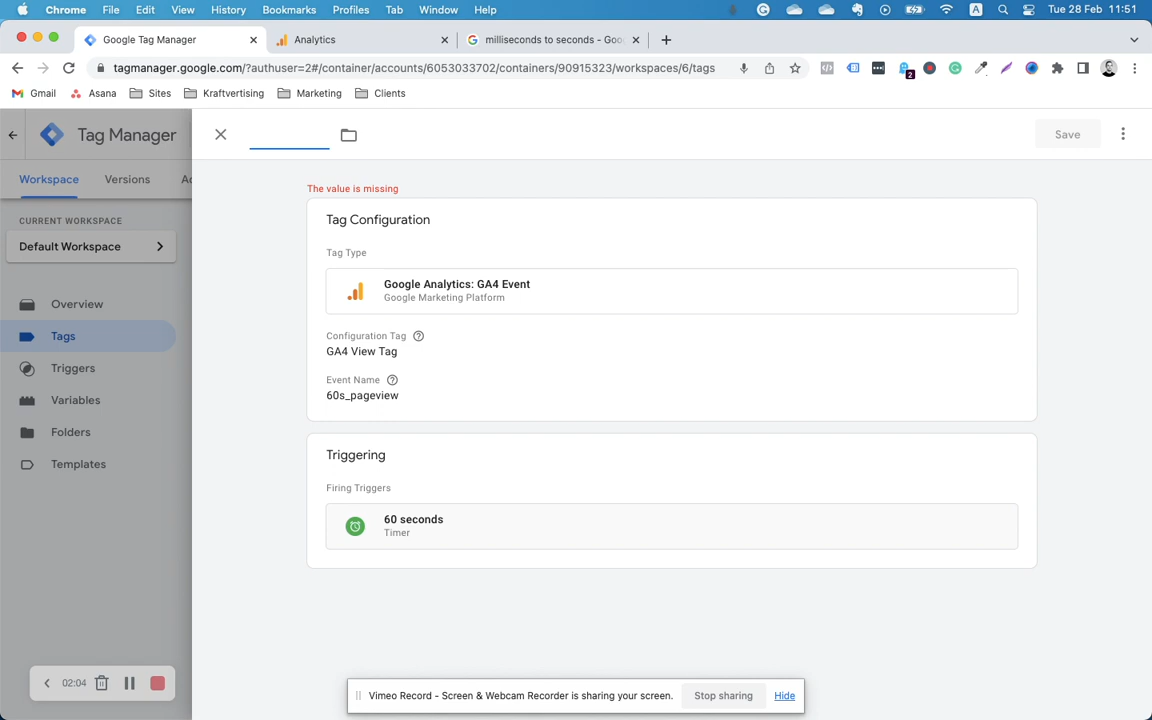 Chrome File Edit View History Bookmarks Profiles Tab Window Help A Tue 28 Feb 11:51
Google Tag Manager Analytics milliseconds to seconds - Goo
tagmanager.google.com/?authuser=2#/container/accounts/6053033702/containers/90915323/workspaces/6/tags 2
Gmail Asana Sites Kraftvertising Marketing Clients
Tag Manager Save
Workspace Versions
The value is missing
CURRENT WORKSPACE
Default Workspace
Overview
Tags
Triggers
Variables
Folders
Templates
Tag Configuration
Tag Type
Google Analytics: GA4 Event
Google Marketing Platform
Configuration Tag
GA4 View Tag
Event Name
60s_pageview
Triggering
Firing Triggers
60 seconds
Timer
02:04
Vimeo Record - Screen & Webcam Recorder is sharing your screen. Stop sharing Hide